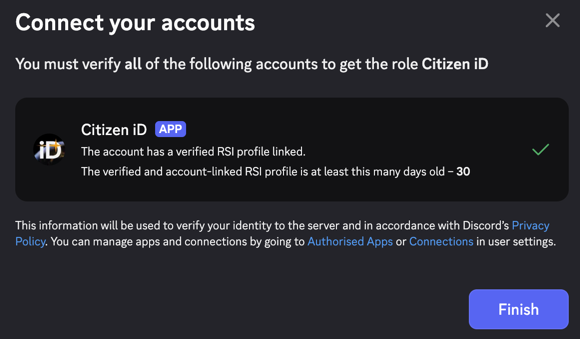 Connect your accounts
You must verify all of the following accounts to get the role Citizen iD
iD
Citizen iD APP
The account has a verified RSI profile linked.
The verified and account-linked RSI profile is at least this many days old – 30
This information will be used to verify your identity to the server and in accordance with Discord's Privacy
Policy. You can manage apps and connections by going to Authorised Apps or Connections in user settings.
Finish